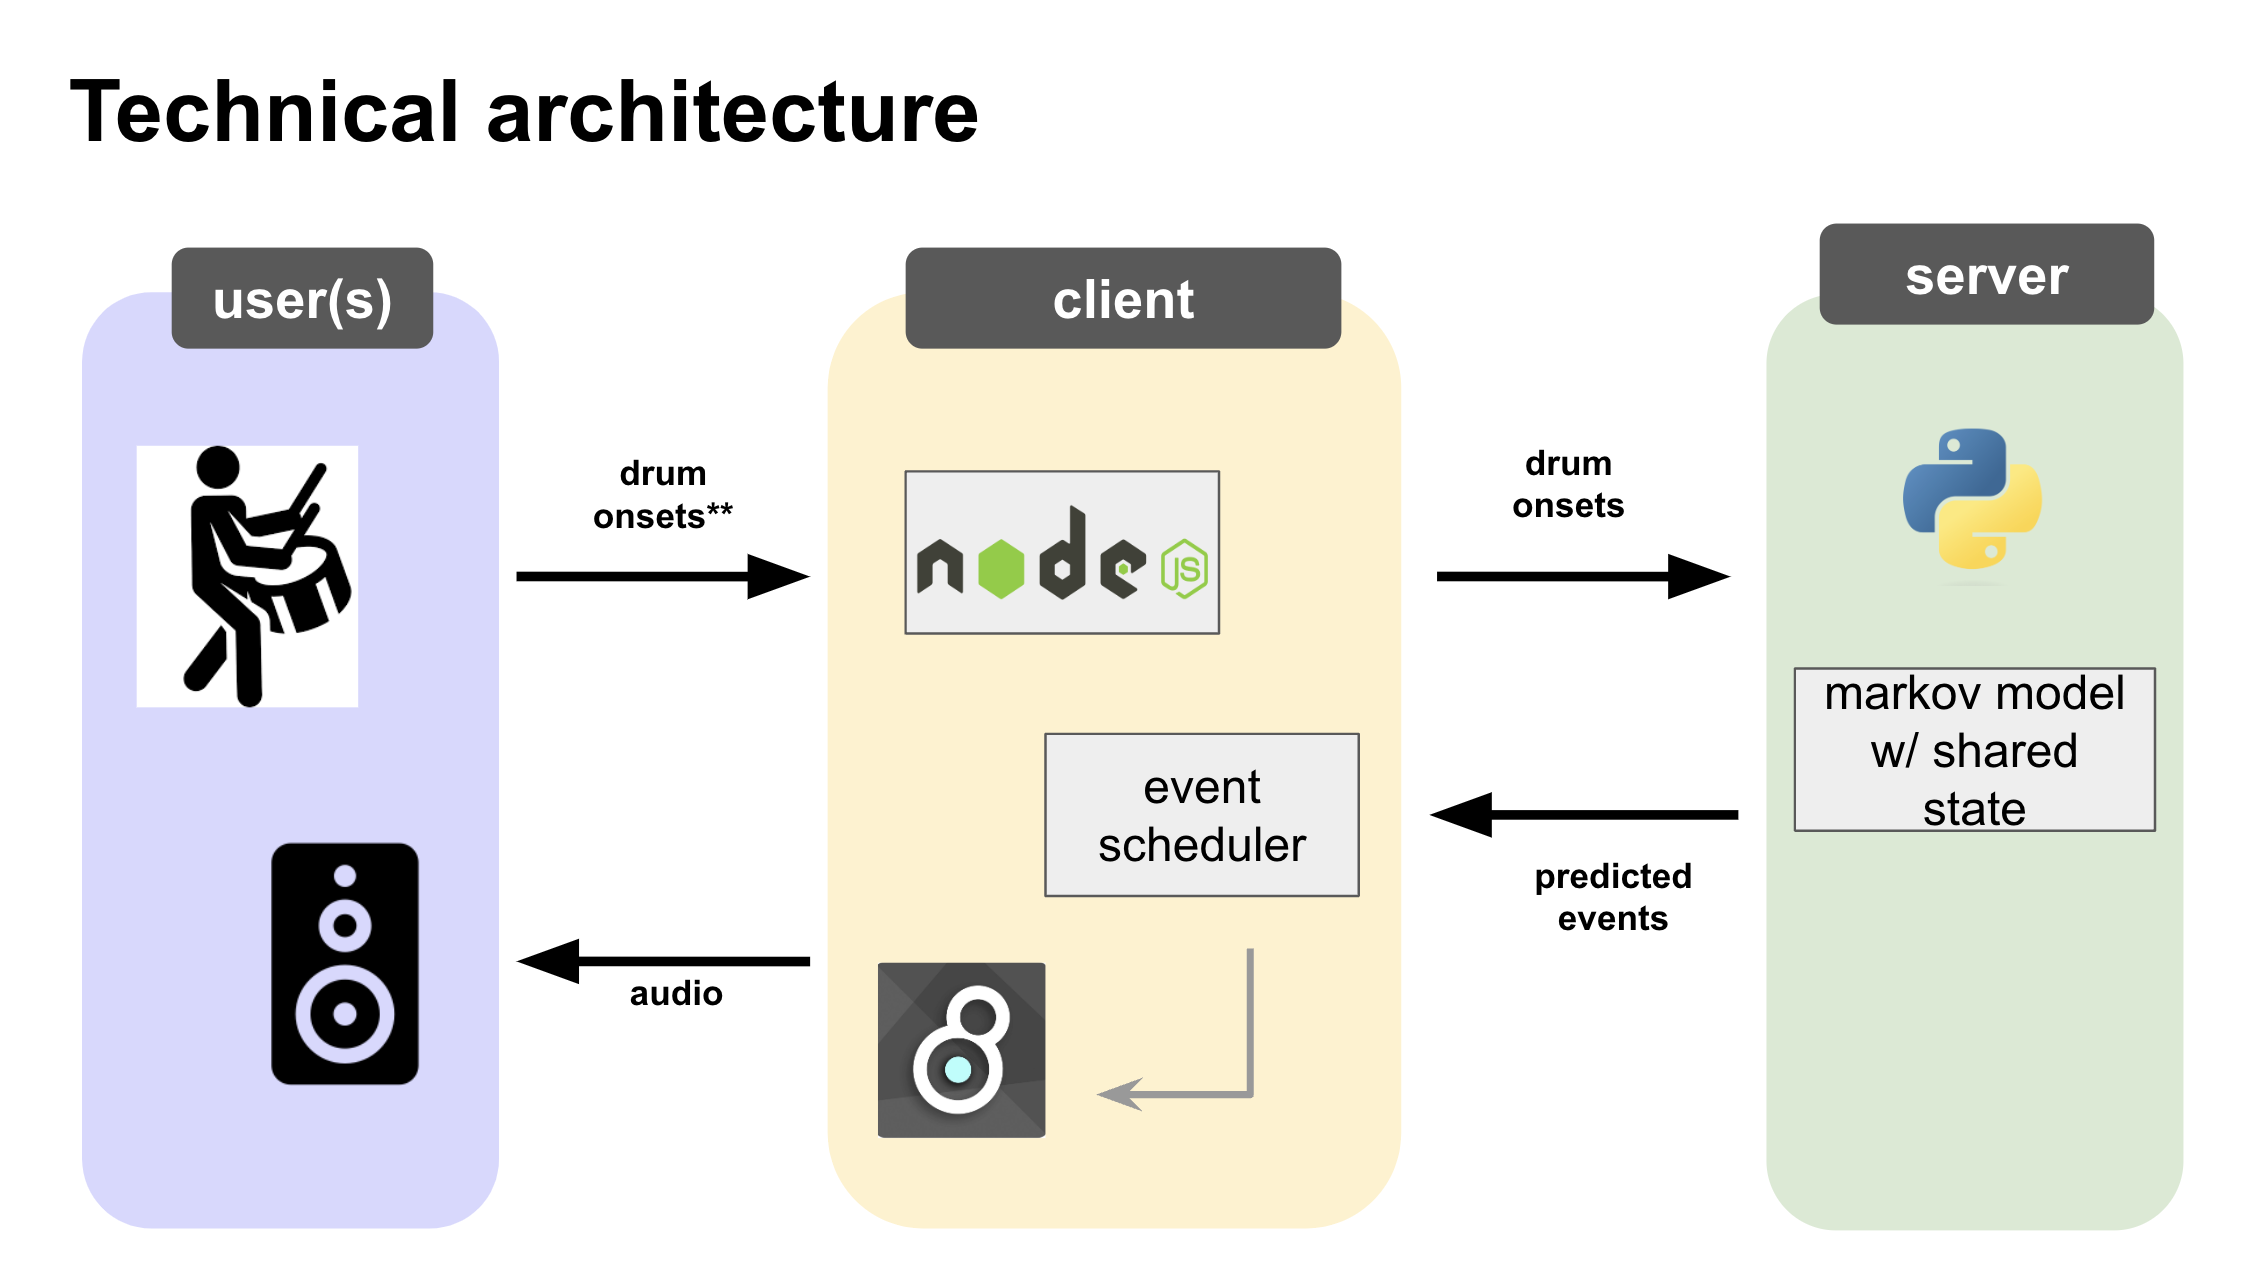 Technical architecture
user(s)
client
server
drum
onsets**
drum
onsets
node
JS
markov model
w/ shared
state
event
scheduler
predicted
events
audio